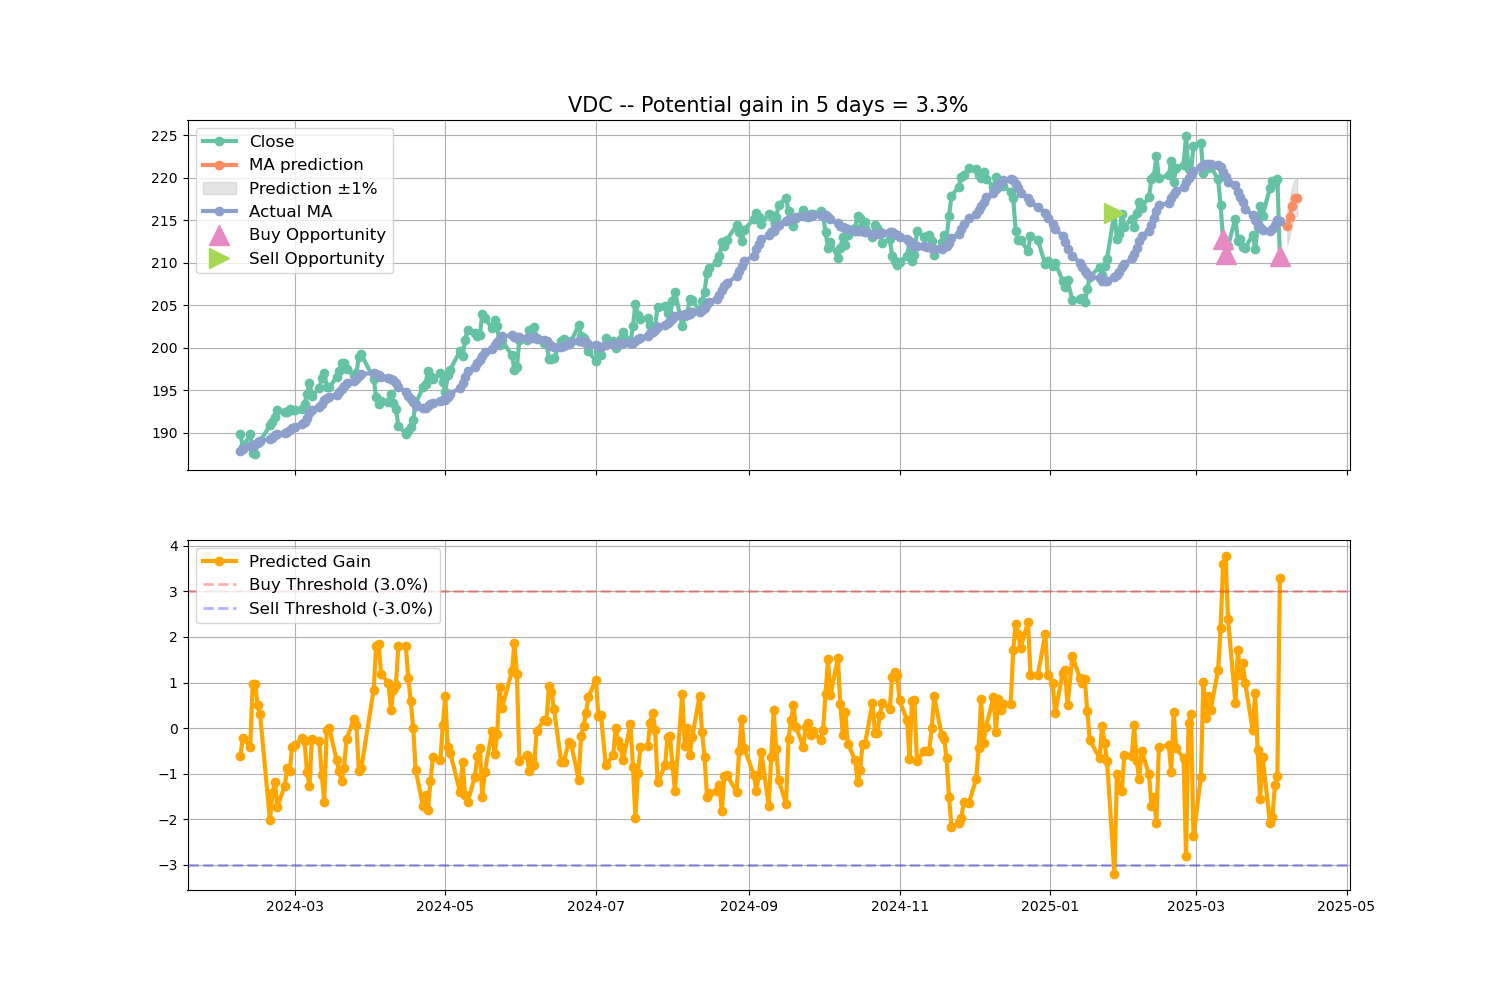 VDC -- Potential gain in 5 days = 3.3%
225
220
215
210
205
200
195
190
Close
MA prediction
Prediction ±1%
Actual MA
Buy Opportunity
Sell Opportunity
4
3
2
1
0
−1
−2
−3
Predicted Gain
Buy Threshold (3.0%)
Sell Threshold (-3.0%)
2024-03
2024-05
2024-07
2024-09
2024-11
2025-01
2025-03
2025-05